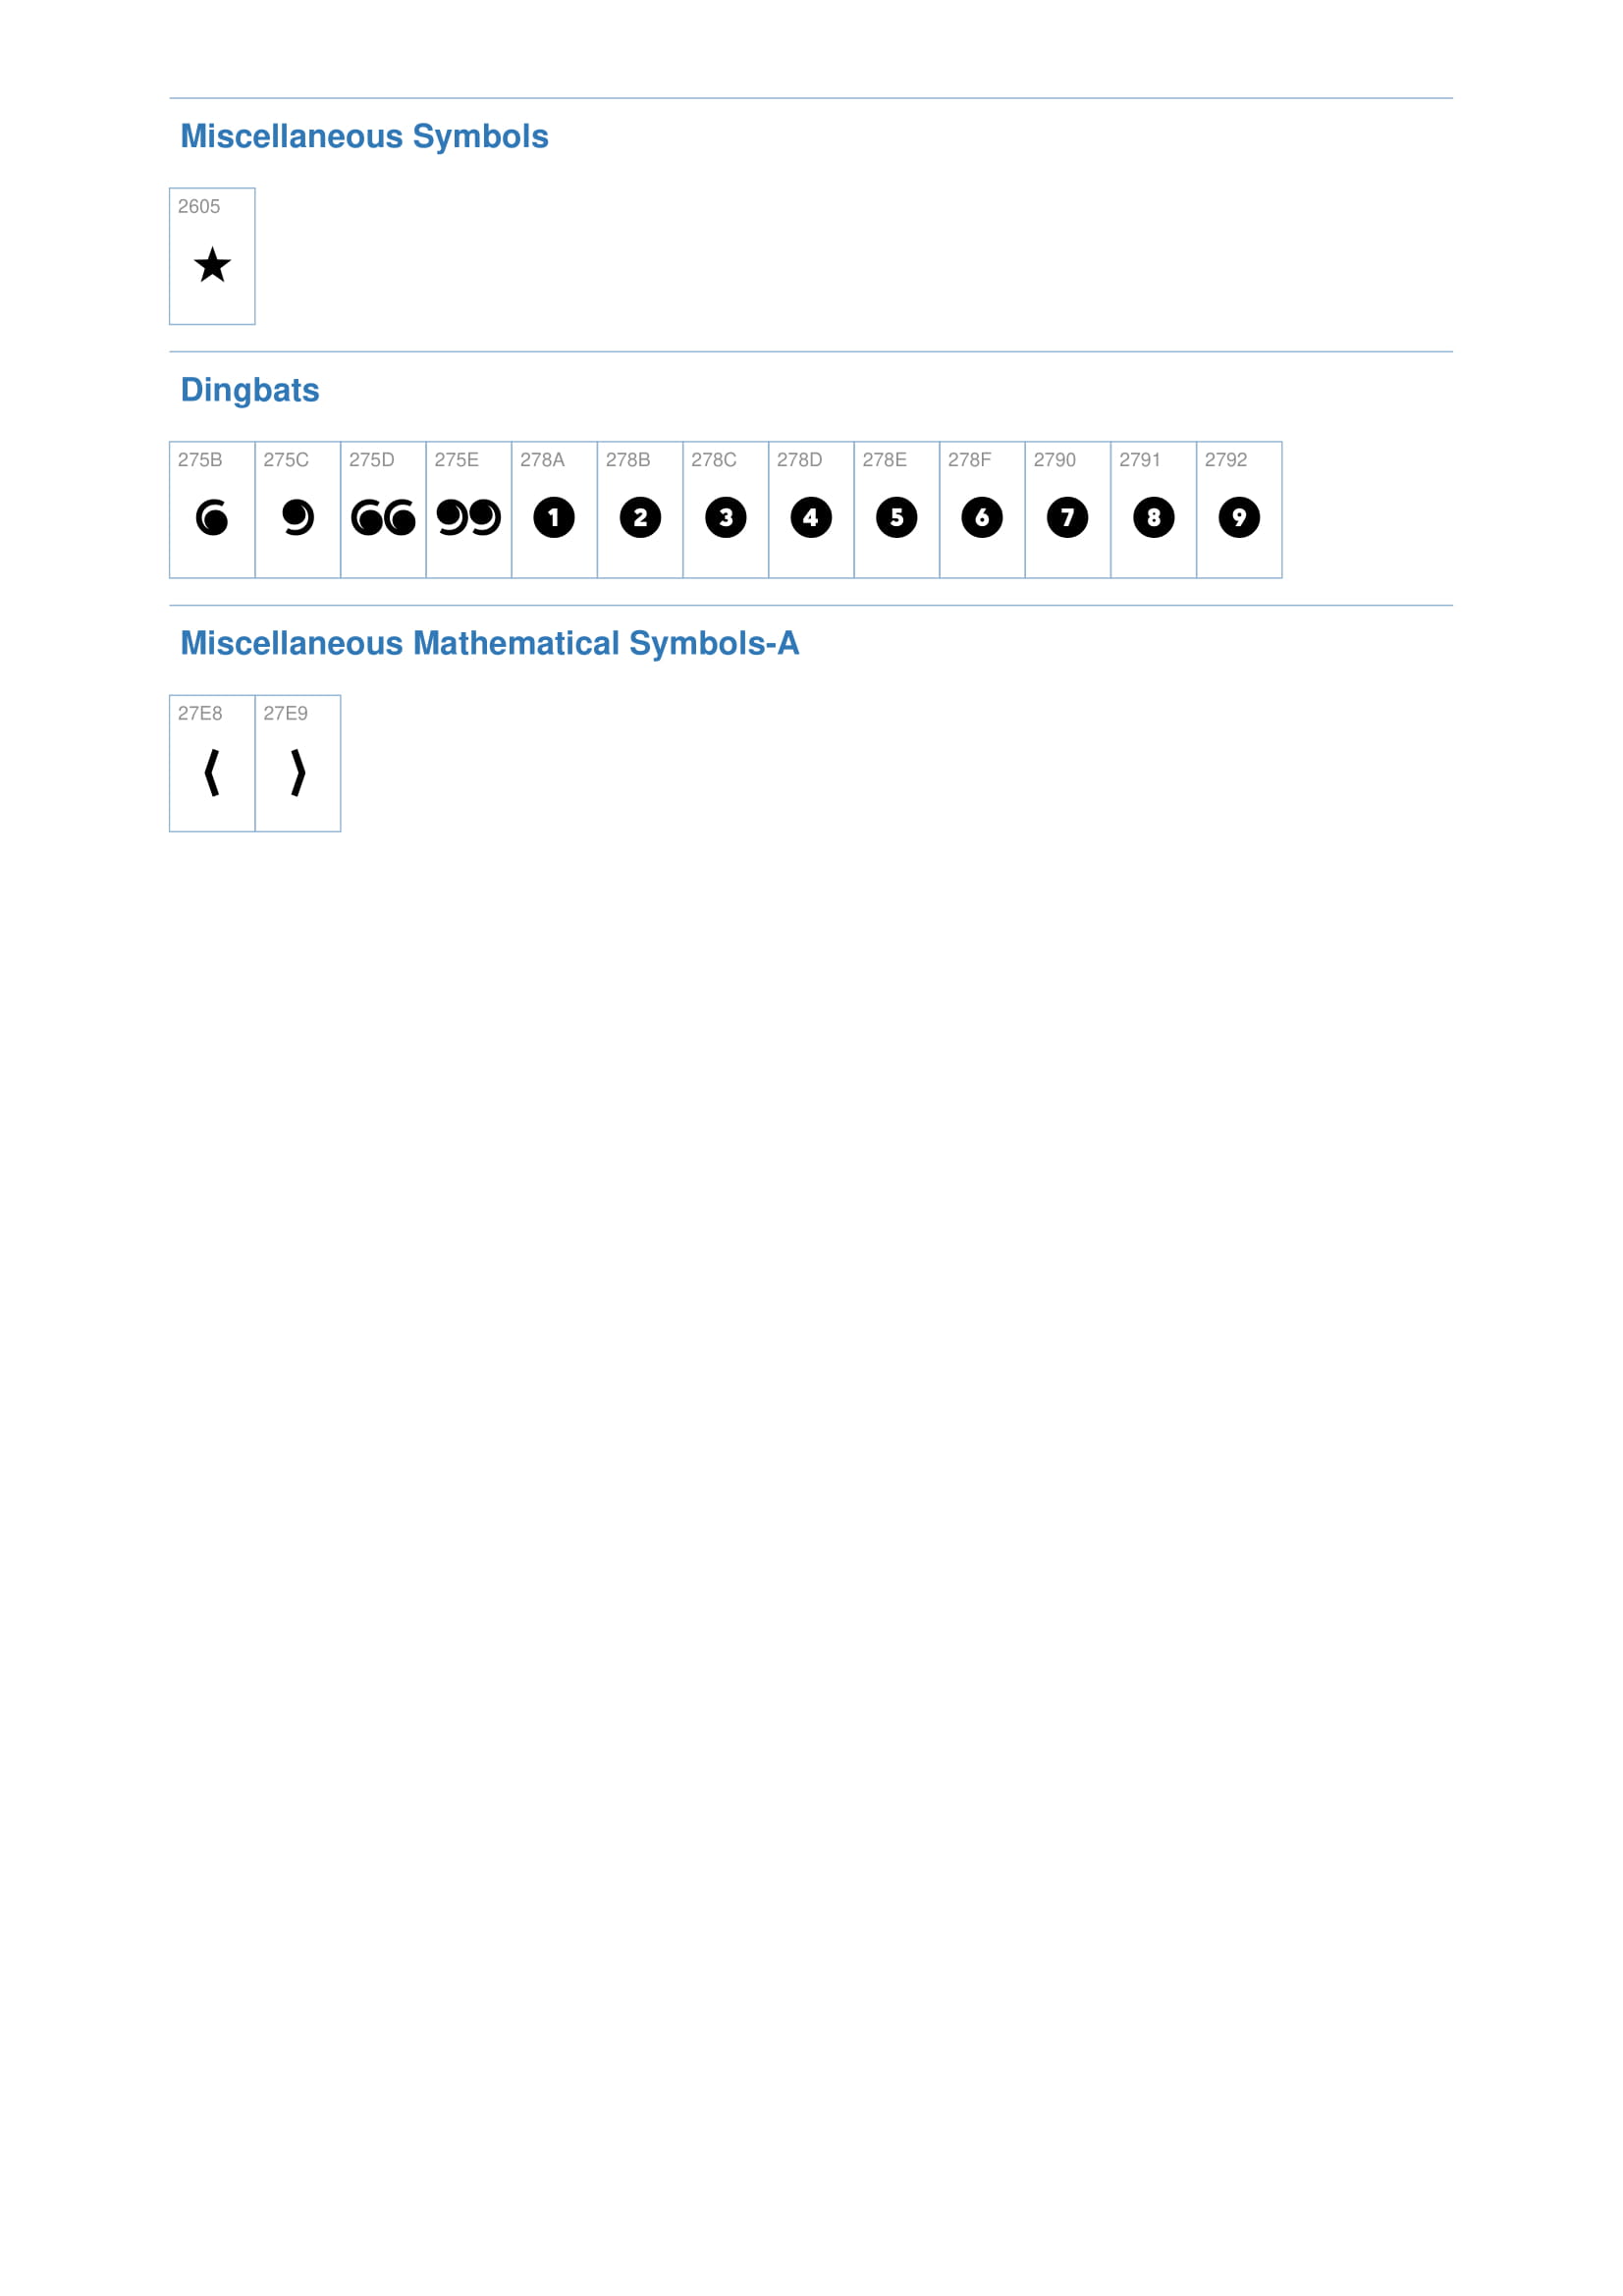 Miscellaneous Symbols
2605
★
Dingbats
275B 275C 275D 275E 278A 278B 278C 278D 278E 278F 2790 2791 2792
❛ ❜ ❝ ❞ ➊ ➋ ➌ ➍ ➎ ➏ ➐ ➑ ➒
Miscellaneous Mathematical Symbols-A
27E8 27E9
⟨ ⟩